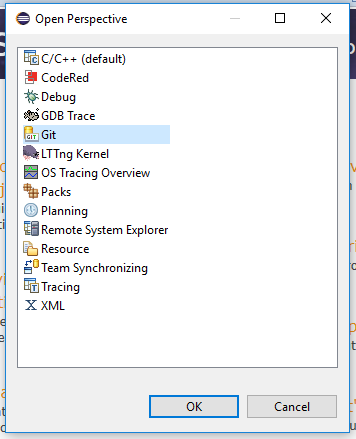 Open Perspective
C/C++ (default)
CodeRed
Debug
GDB Trace
Git
LTTng Kernel
OS Tracing Overview
Packs
Planning
Remote System Explorer
Resource
Team Synchronizing
Tracing
XML
OK
Cancel